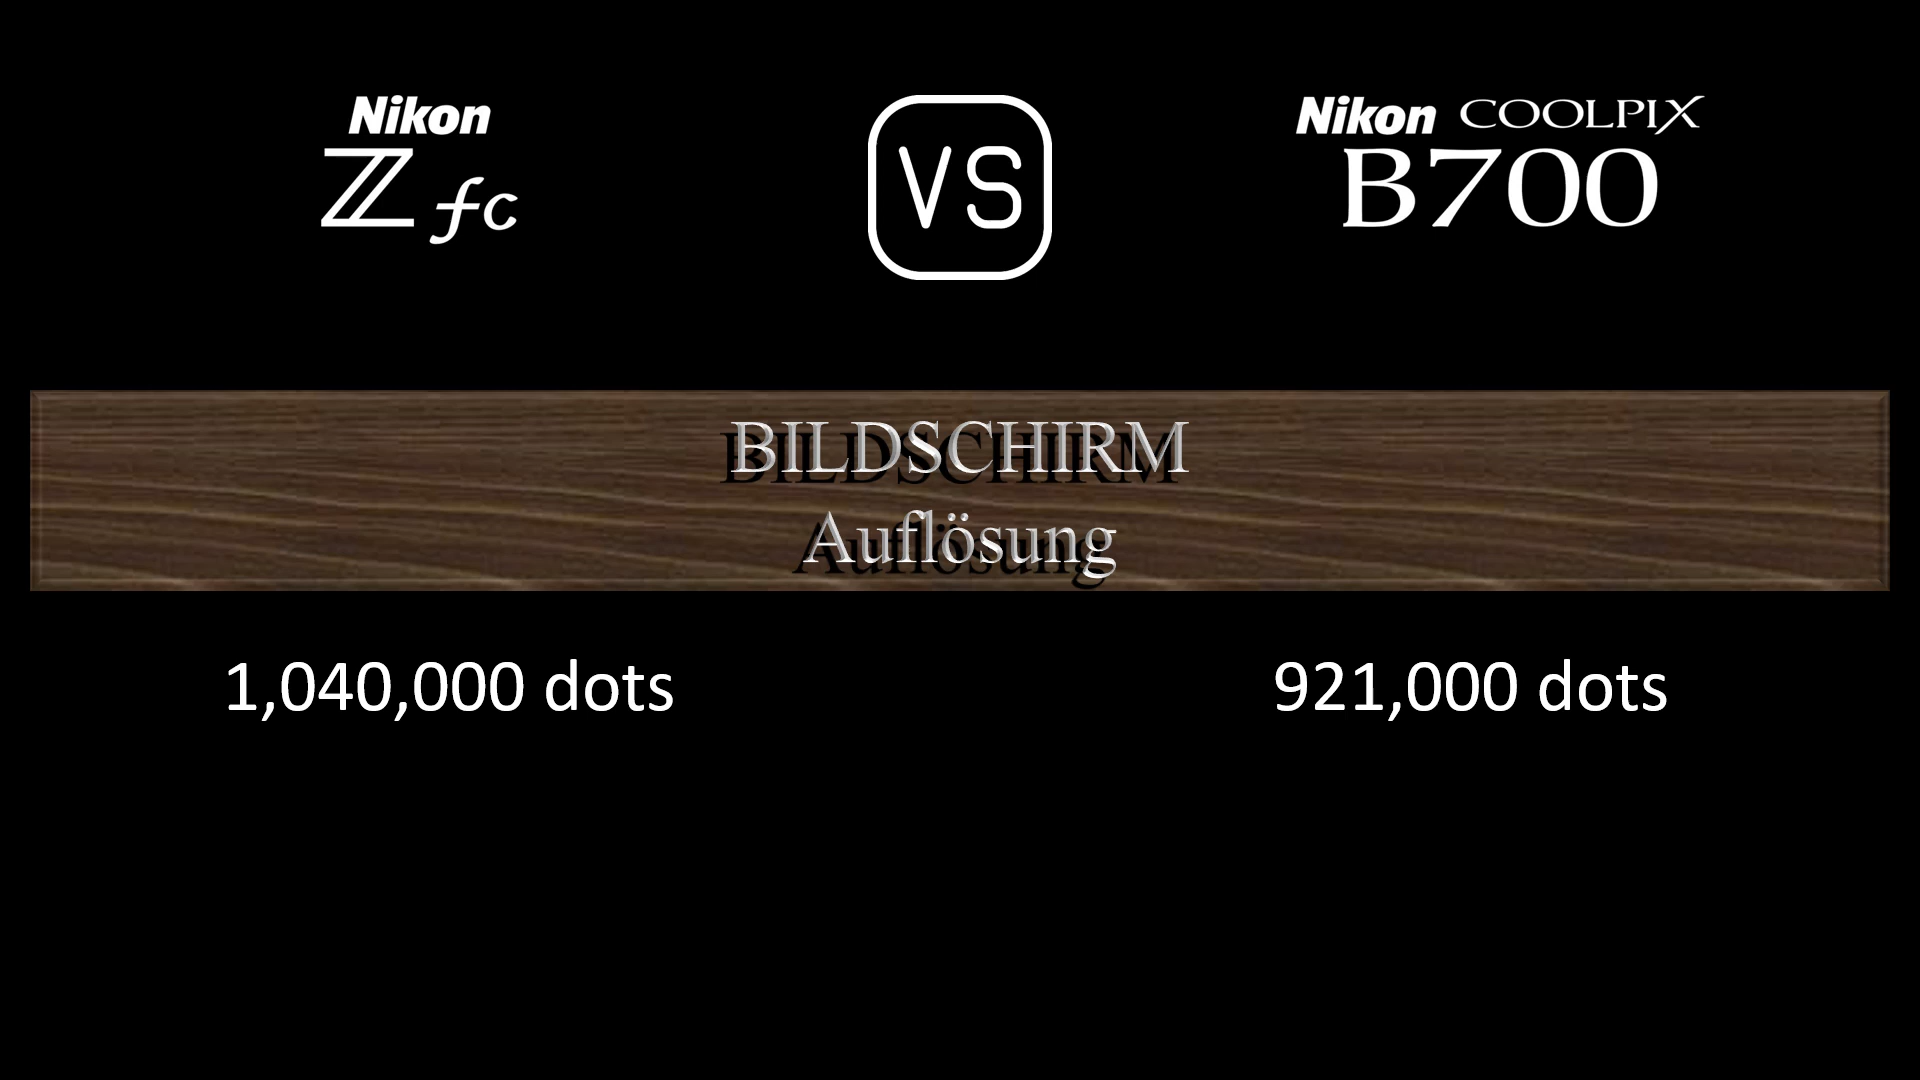 Nikon
Z fc
VS
Nikon COOLPIX
B700
BILDSCHIRM
Auflösung
1,040,000 dots
921,000 dots